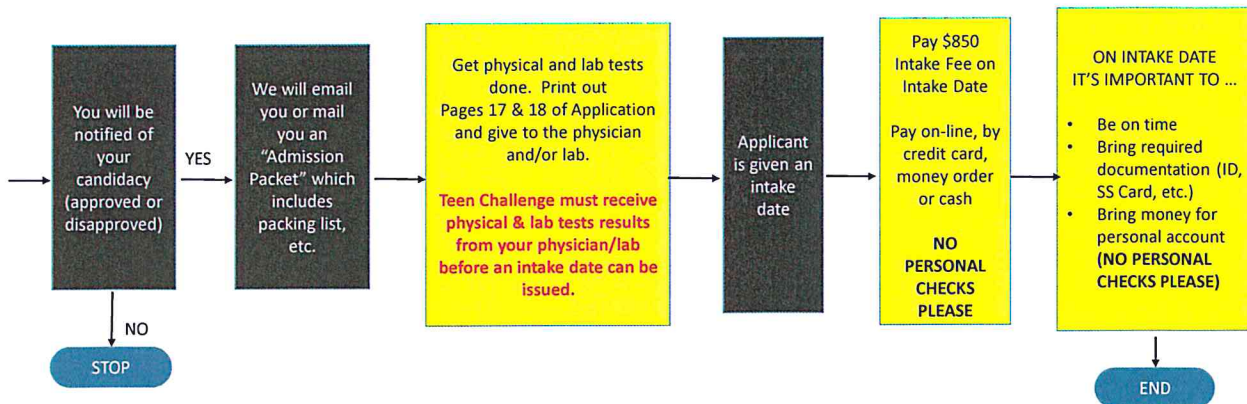 You will be
notified of
your
candidacy
(approved or
disapproved)
YES
NO
STOP
We will email
you or mail
you an
“Admission
Packet” which
includes
packing list,
etc.
Get physical and lab tests
done. Print out
Pages 17 & 18 of Application
and give to the physician
and/or lab.
Teen Challenge must receive
physical & lab tests results
from your physician/lab
before an intake date can be
issued.
Applicant
is given an
intake
date
Pay $850
Intake Fee on
Intake Date
Pay on-line, by
credit card,
money order
or cash
NO
PERSONAL
CHECKS
PLEASE
ON INTAKE DATE
IT’S IMPORTANT TO ...
• Be on time
• Bring required
documentation (ID,
SS Card, etc.)
• Bring money for
personal account
(NO PERSONAL
CHECKS PLEASE)
END